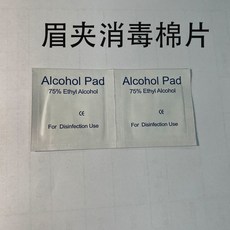 眉夹消毒棉片
Alcohol Pad
75% Ethyl Alcohol
CE
For Disinfection Use
Alcohol Pad
75% Ethyl Alcohol
CE
For Disinfection Use